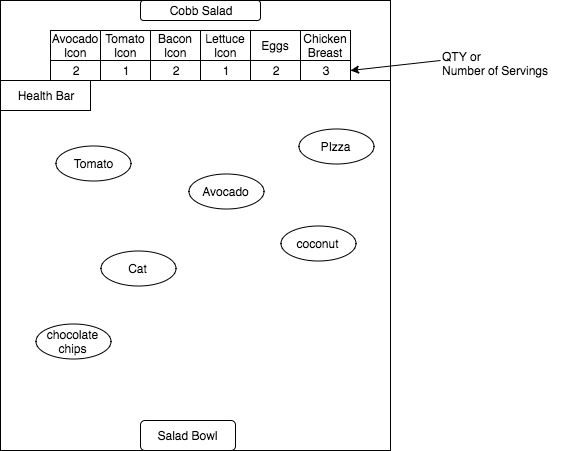 Cobb Salad
Avocado Icon
Tomato Icon
Bacon Icon
Lettuce Icon
Eggs
Chicken Breast
2 1 2 1 2 3
QTY or
Number of Servings
Health Bar
PIzza
Tomato
Avocado
coconut
Cat
chocolate
chips
Salad Bowl